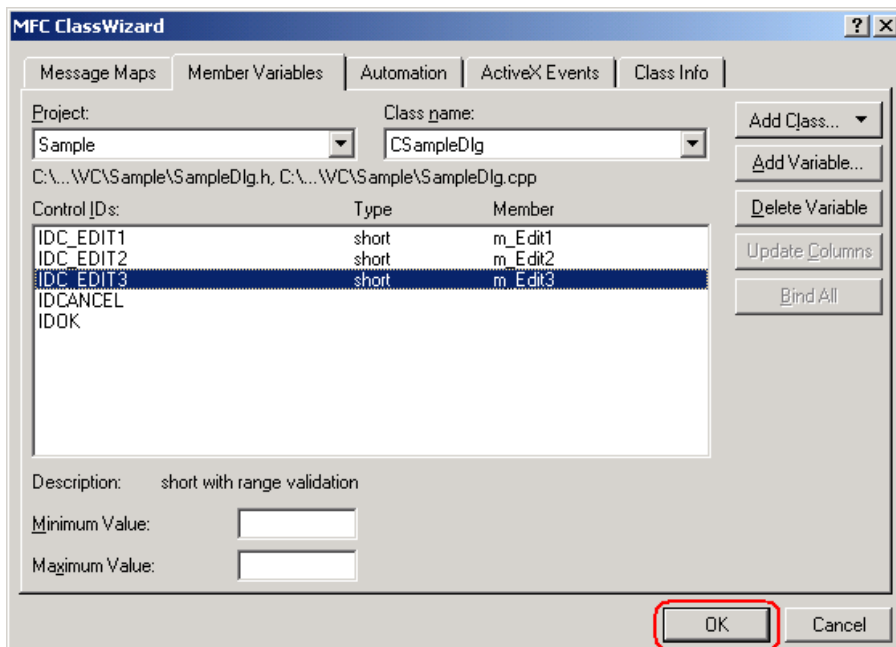 MFC ClassWizard
Message Maps Member Variables Automation ActiveX Events Class Info
Project: Class name:
Sample CSampleDlg
Add Class...
C:\...\VC\Sample\SampleDlg.h, C:\...\VC\Sample\SampleDlg.cpp
Add Variable...
Control IDs: Type Member
Delete Variable
IDC_EDIT1 short m_Edit1
IDC_EDIT2 short m_Edit2
Update Columns
IDC_EDIT3 short m_Edit3
IDCANCEL
Bind All
IDOK
Description: short with range validation
Minimum Value:
Maximum Value:
OK Cancel